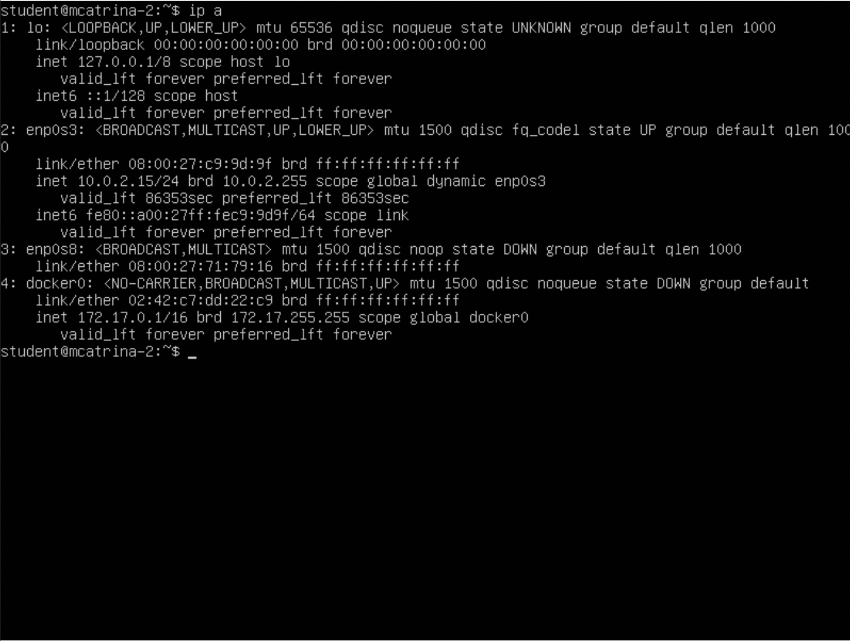 student@mcatrina-2:~$ ip a
1: lo: <LOOPBACK,UP,LOWER_UP> mtu 65536 qdisc noqueue state UNKNOWN group default qlen 1000
    link/loopback 00:00:00:00:00:00 brd 00:00:00:00:00:00
    inet 127.0.0.1/8 scope host lo
       valid_lft forever preferred_lft forever
    inet6 ::1/128 scope host
       valid_lft forever preferred_lft forever
2: enp0s3: <BROADCAST,MULTICAST,UP,LOWER_UP> mtu 1500 qdisc fq_codel state UP group default qlen 100
0
    link/ether 08:00:27:c9:9d:9f brd ff:ff:ff:ff:ff:ff
    inet 10.0.2.15/24 brd 10.0.2.255 scope global dynamic enp0s3
       valid_lft 86353sec preferred_lft 86353sec
    inet6 fe80::a00:27ff:fec9:9d9f/64 scope link
       valid_lft forever preferred_lft forever
3: enp0s8: <BROADCAST,MULTICAST> mtu 1500 qdisc noop state DOWN group default qlen 1000
    link/ether 08:00:27:71:79:16 brd ff:ff:ff:ff:ff:ff
4: docker0: <NO-CARRIER,BROADCAST,MULTICAST,UP> mtu 1500 qdisc noqueue state DOWN group default
    link/ether 02:42:c7:dd:22:c9 brd ff:ff:ff:ff:ff:ff
    inet 172.17.0.1/16 brd 172.17.255.255 scope global docker0
       valid_lft forever preferred_lft forever
student@mcatrina-2:~$ _